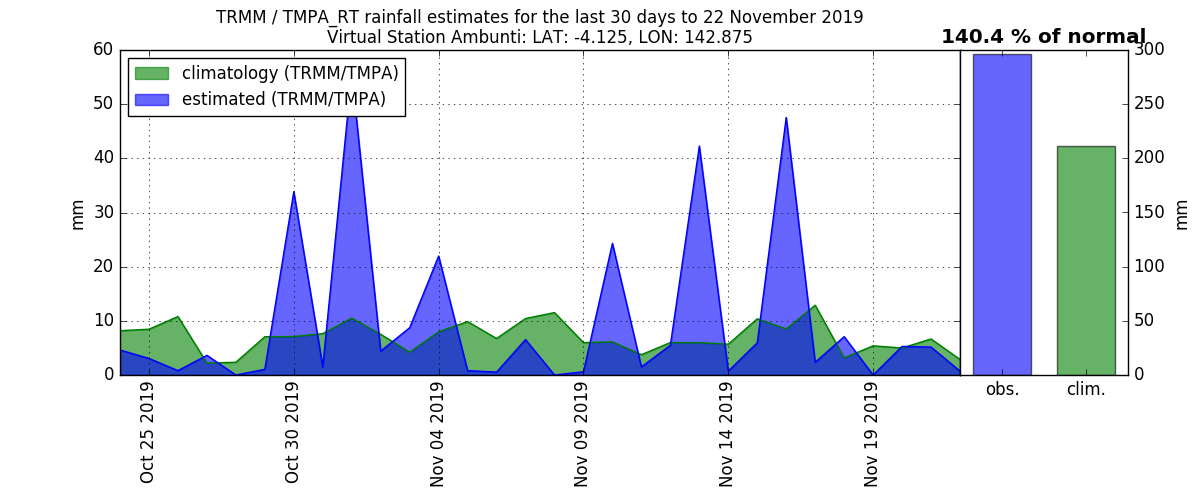 TRMM / TMPA_RT rainfall estimates for the last 30 days to 22 November 2019
Virtual Station Ambunti: LAT: -4.125, LON: 142.875
140.4 % of normal
climatology (TRMM/TMPA)
estimated (TRMM/TMPA)
60
50
40
30
20
10
0
mm
300
250
200
150
100
50
0
mm
Oct 25 2019
Oct 30 2019
Nov 04 2019
Nov 09 2019
Nov 14 2019
Nov 19 2019
obs.
clim.